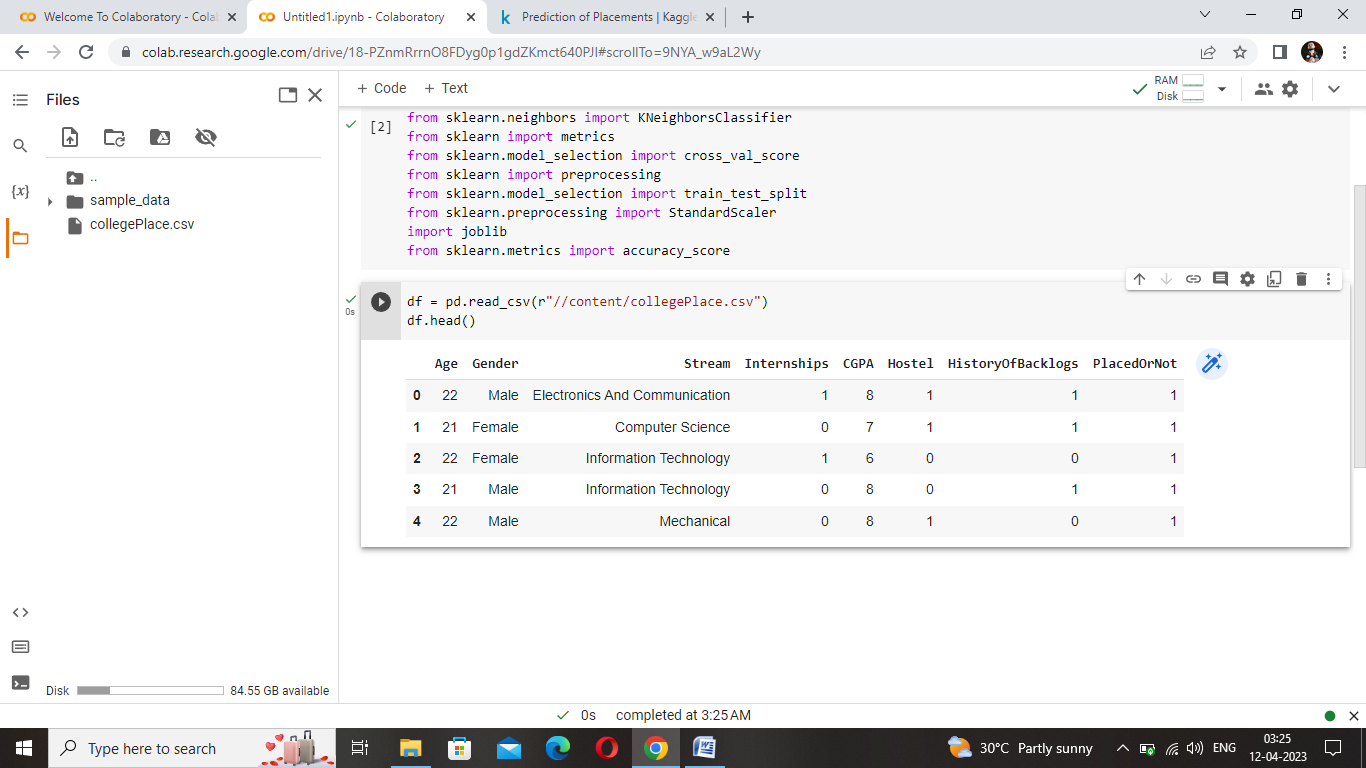 Welcome To Colaboratory - Cola
Untitled1.ipynb - Colaboratory
Prediction of Placements | Kaggle
colab.research.google.com/drive/18-PZnmRrrnO8FDyg0p1gdZKmct640PJI#scrollTo=9NYA_w9aL2Wy
Files
+ Code + Text
RAM
Disk
..
sample_data
collegePlace.csv
{x}
[2]
from sklearn.neighbors import KNeighborsClassifier
from sklearn import metrics
from sklearn.model_selection import cross_val_score
from sklearn import preprocessing
from sklearn.model_selection import train_test_split
from sklearn.preprocessing import StandardScaler
import joblib
from sklearn.metrics import accuracy_score
0s
df = pd.read_csv(r"//content/collegePlace.csv")
df.head()
Age Gender Stream Internships CGPA Hostel HistoryOfBacklogs PlacedOrNot
0 22 Male Electronics And Communication 1 8 1 1 1
1 21 Female Computer Science 0 7 1 1 1
2 22 Female Information Technology 1 6 0 0 1
3 21 Male Information Technology 0 8 0 1 1
4 22 Male Mechanical 0 8 1 0 1
Disk 84.55 GB available
0s completed at 3:25 AM
Type here to search
30°C Partly sunny
ENG
03:25
12-04-2023